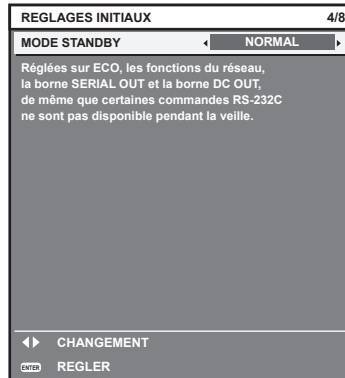 REGLAGES INITIAUX 4/8
MODE STANDBY NORMAL
Réglées sur ECO, les fonctions du réseau,
la borne SERIAL OUT et la borne DC OUT,
de même que certaines commandes RS-232C
ne sont pas disponible pendant la veille.
CHANGEMENT
ENTER REGLER